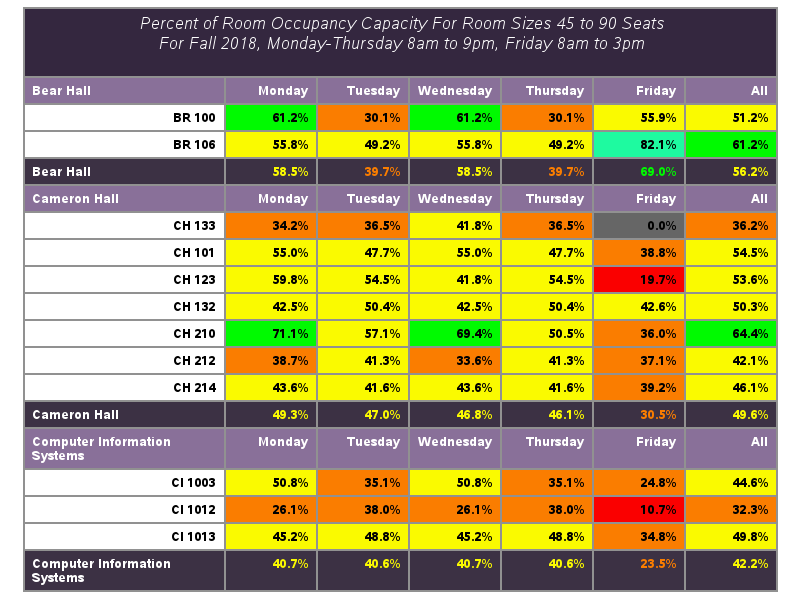 Percent of Room Occupancy Capacity For Room Sizes 45 to 90 Seats
For Fall 2018, Monday-Thursday 8am to 9pm, Friday 8am to 3pm
Bear Hall Monday Tuesday Wednesday Thursday Friday All
BR 100 61.2% 30.1% 61.2% 30.1% 55.9% 51.2%
BR 106 55.8% 49.2% 55.8% 49.2% 82.1% 61.2%
Bear Hall 58.5% 39.7% 58.5% 39.7% 69.0% 56.2%
Cameron Hall Monday Tuesday Wednesday Thursday Friday All
CH 133 34.2% 36.5% 41.8% 36.5% 0.0% 36.2%
CH 101 55.0% 47.7% 55.0% 47.7% 38.8% 54.5%
CH 123 59.8% 54.5% 41.8% 54.5% 19.7% 53.6%
CH 132 42.5% 50.4% 42.5% 50.4% 42.6% 50.3%
CH 210 71.1% 57.1% 69.4% 50.5% 36.0% 64.4%
CH 212 38.7% 41.3% 33.6% 41.3% 37.1% 42.1%
CH 214 43.6% 41.6% 43.6% 41.6% 39.2% 46.1%
Cameron Hall 49.3% 47.0% 46.8% 46.1% 30.5% 49.6%
Computer Information Monday Tuesday Wednesday Thursday Friday All
Systems
CI 1003 50.8% 35.1% 50.8% 35.1% 24.8% 44.6%
CI 1012 26.1% 38.0% 26.1% 38.0% 10.7% 32.3%
CI 1013 45.2% 48.8% 45.2% 48.8% 34.8% 49.8%
Computer Information 40.7% 40.6% 40.7% 40.6% 23.5% 42.2%
Systems